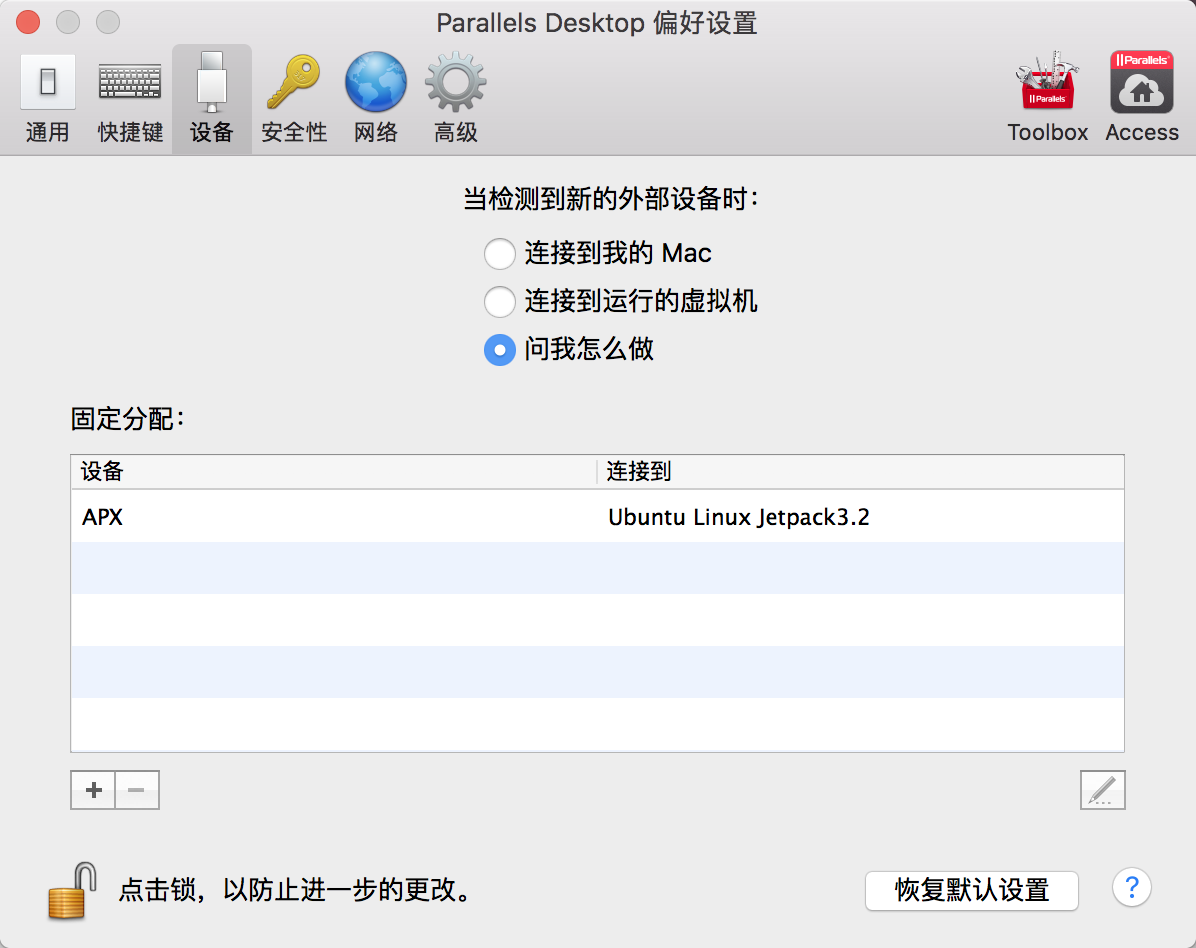 Parallels Desktop 偏好设置
通用
快捷键
设备
安全性
网络
高级
Parallels
Toolbox
Parallels
Access
当检测到新的外部设备时：
连接到我的 Mac
连接到运行的虚拟机
问我怎么做
固定分配：
设备 连接到
APX Ubuntu Linux Jetpack3.2
点击锁，以防止进一步的更改。
恢复默认设置
?